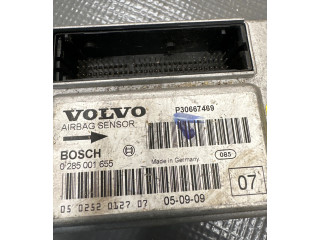 VOLVO
P30667469
AIRBAG SENSOR
BOSCH
0 285 001 655
Made in Germany
085
07
05 0252 0127 07
05-09-09